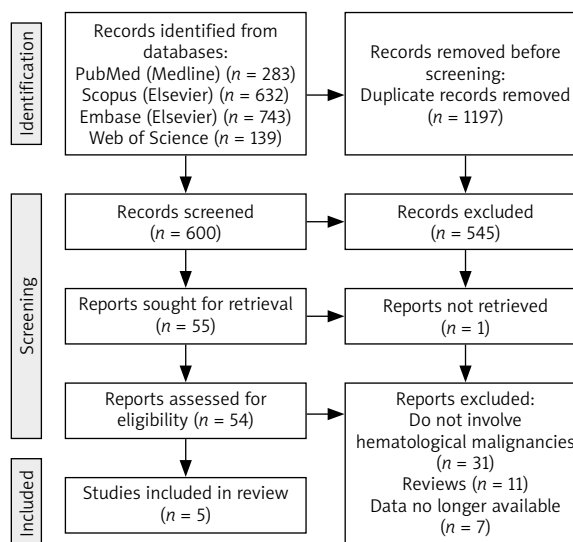 Identification
Records identified from
databases:
PubMed (Medline) (n = 283)
Scopus (Elsevier) (n = 632)
Embase (Elsevier) (n = 743)
Web of Science (n = 139)
Records removed before
screening:
Duplicate records removed
(n = 1197)
Screening
Records screened
(n = 600)
Records excluded
(n = 545)
Reports sought for retrieval
(n = 55)
Reports not retrieved
(n = 1)
Reports assessed for
eligibility (n = 54)
Reports excluded:
Do not involve
hematological malignancies
(n = 31)
Reviews (n = 11)
Data no longer available
(n = 7)
Included
Studies included in review
(n = 5)